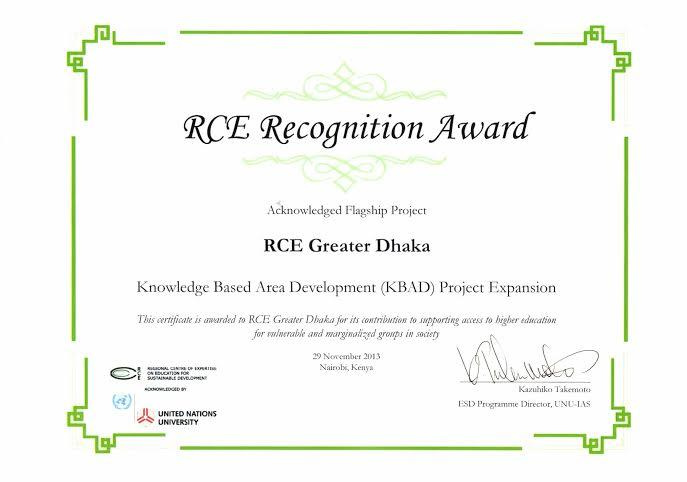 RCE Recognition Award
Acknowledged Flagship Project
RCE Greater Dhaka
Knowledge Based Area Development (KBAD) Project Expansion
This certificate is awarded to RCE Greater Dhaka for its contribution to supporting access to higher education
for vulnerable and marginalized groups in society
29 November 2013
Nairobi, Kenya
Kazuhiko Takemoto
ESD Programme Director, UNU-IAS
REGIONAL CENTRE OF EXPERTISE
ON EDUCATION FOR
SUSTAINABLE DEVELOPMENT
ACKNOWLEDGED BY
UNITED NATIONS
UNIVERSITY